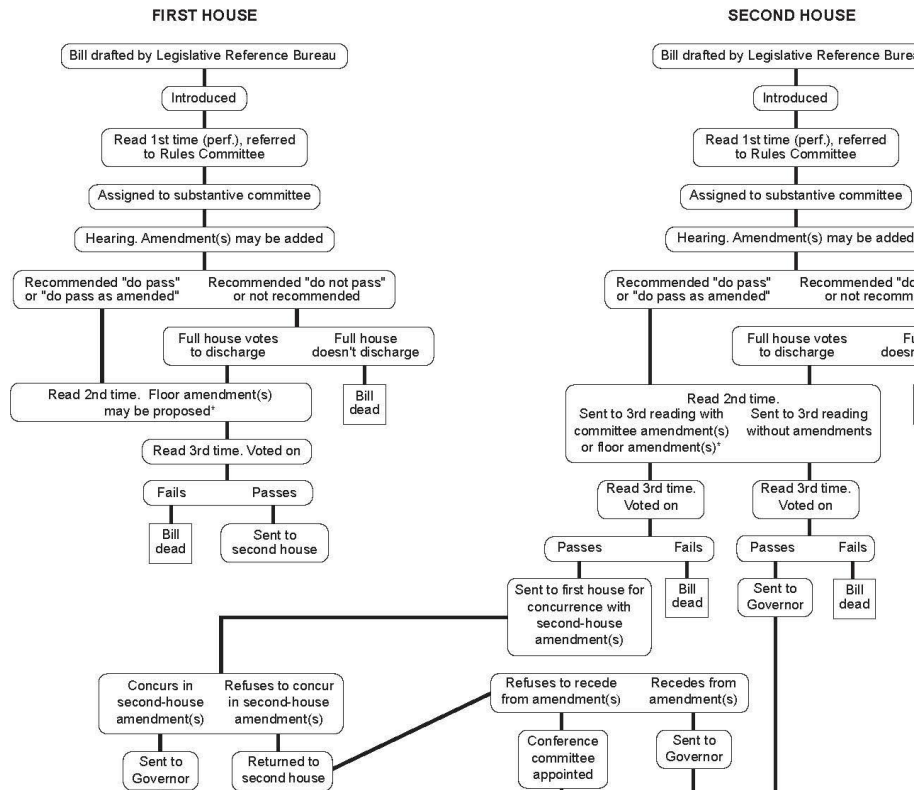 FIRST HOUSE
Bill drafted by Legislative Reference Bureau
Introduced
Read 1st time (perf.), referred
to Rules Committee
Assigned to substantive committee
Hearing. Amendment(s) may be added
Recommended "do pass"
or "do pass as amended"
Recommended "do not pass"
or not recommended
Full house votes
to discharge
Full house
doesn't discharge
Bill
dead
Read 2nd time. Floor amendment(s)
may be proposed*
Read 3rd time. Voted on
Fails
Passes
Bill
dead
Sent to
second house
SECOND HOUSE
Bill drafted by Legislative Reference
Introduced
Read 1st time (perf.), referred
to Rules Committee
Assigned to substantive committee
Hearing. Amendment(s) may be added
Recommended "do pass"
or "do pass as amended"
Recommended
or not
Full house votes
to discharge
Read 2nd time.
Sent to 3rd reading with
committee amendment(s)
or floor amendment(s)*
Sent to 3rd reading
without amendments
Read 3rd time.
Voted on
Read 3rd time.
Voted on
Passes
Fails
Passes
Fails
Sent to first house for
concurrence with
second-house
amendment(s)
Bill
dead
Sent to
Governor
Bill
dead
Concurs in
second-house
amendment(s)
Refuses to concur
in second-house
amendment(s)
Sent to
Governor
Returned to
second house
Refuses to recede
from amendment(s)
Recedes from
amendment(s)
Conference
committee
appointed
Sent to
Governor